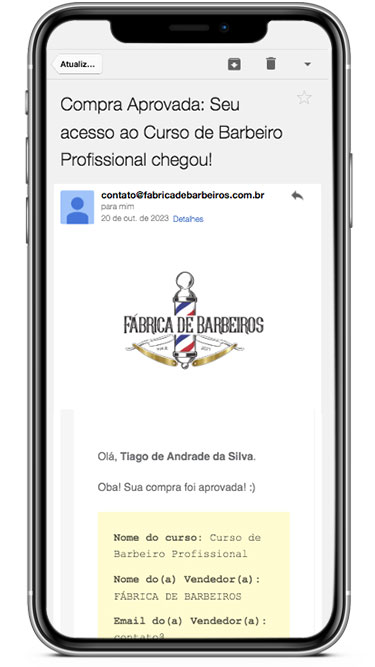 Atualiz...
Compra Aprovada: Seu
acesso ao Curso de Barbeiro
Profissional chegou!
contato@fabricadebarbeiros.com.br
para mim
20 de out. de 2023 Detalhes
FÁBRICA DE BARBEIROS
Olá, Tiago de Andrade da Silva.
Oba! Sua compra foi aprovada! :)
Nome do curso: Curso de
Barbeiro Profissional
Nome do(a) Vendedor(a):
FÁBRICA DE BARBEIROS
Email do(a) Vendedor(a):
contato@